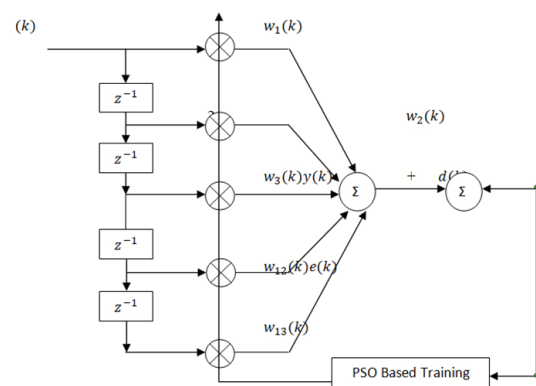 (k)
w₁(k)
z⁻¹
w₂(k)
z⁻¹
w₃(k)y(k)
Σ
+
Σ
z⁻¹
w₁₂(k)e(k)
z⁻¹
w₁₃(k)
PSO Based Training